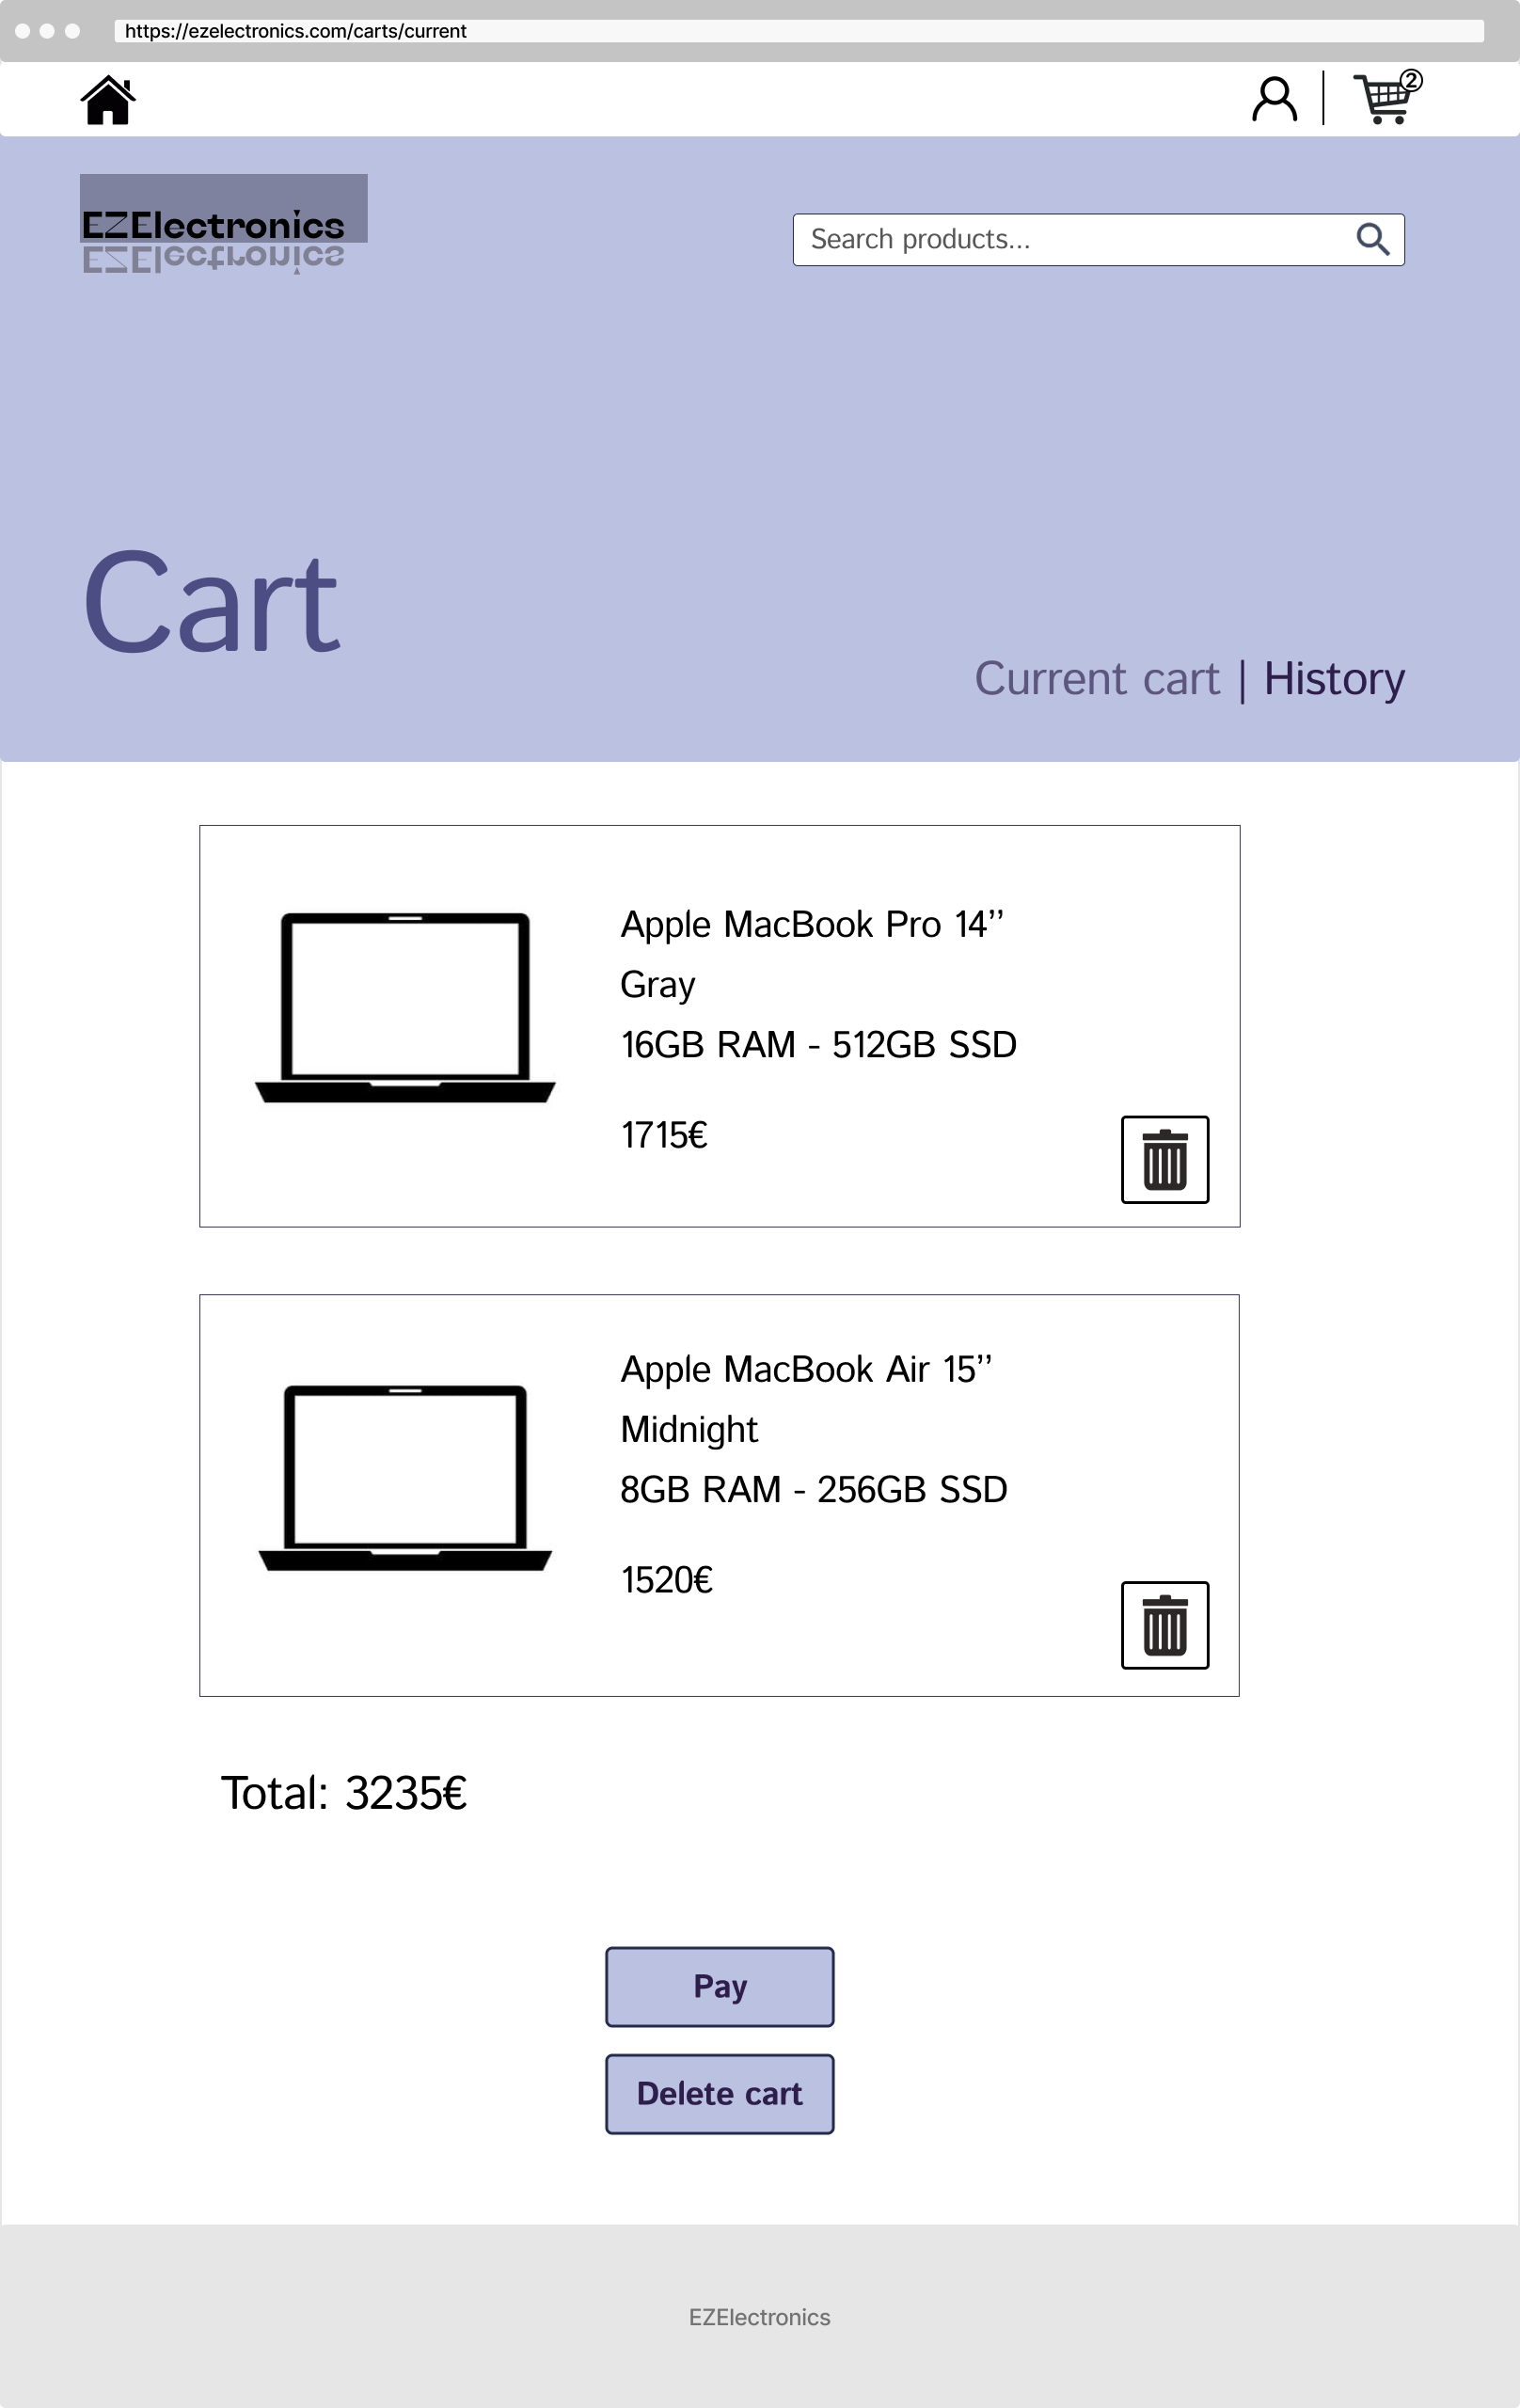 https://ezelectronics.com/carts/current
2
EZElectronics
EZElectronics
Search products...
Cart
Current cart | History
Apple MacBook Pro 14’’
Gray
16GB RAM - 512GB SSD
1715€
Apple MacBook Air 15’’
Midnight
8GB RAM - 256GB SSD
1520€
Total: 3235€
Pay
Delete cart
EZElectronics